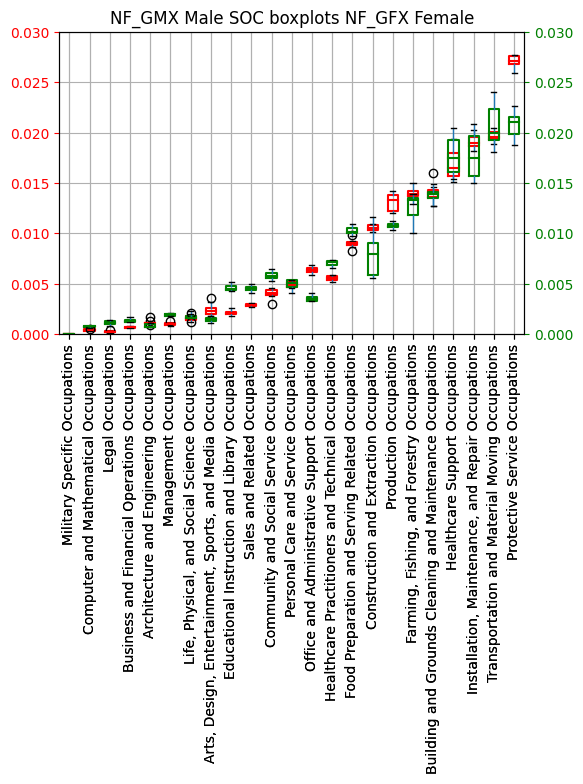 NF_GMX Male SOC boxplots NF_GFX Female
0.030
0.025
0.020
0.015
0.010
0.005
0.000
0.030
0.025
0.020
0.015
0.010
0.005
0.000
Military Specific Occupations
Computer and Mathematical Occupations
Legal Occupations
Business and Financial Operations Occupations
Architecture and Engineering Occupations
Management Occupations
Life, Physical, and Social Science Occupations
Arts, Design, Entertainment, Sports, and Media Occupations
Educational Instruction and Library Occupations
Sales and Related Occupations
Community and Social Service Occupations
Personal Care and Service Occupations
Office and Administrative Support Occupations
Healthcare Practitioners and Technical Occupations
Food Preparation and Serving Related Occupations
Construction and Extraction Occupations
Production Occupations
Farming, Fishing, and Forestry Occupations
Building and Grounds Cleaning and Maintenance Occupations
Healthcare Support Occupations
Installation, Maintenance, and Repair Occupations
Transportation and Material Moving Occupations
Protective Service Occupations